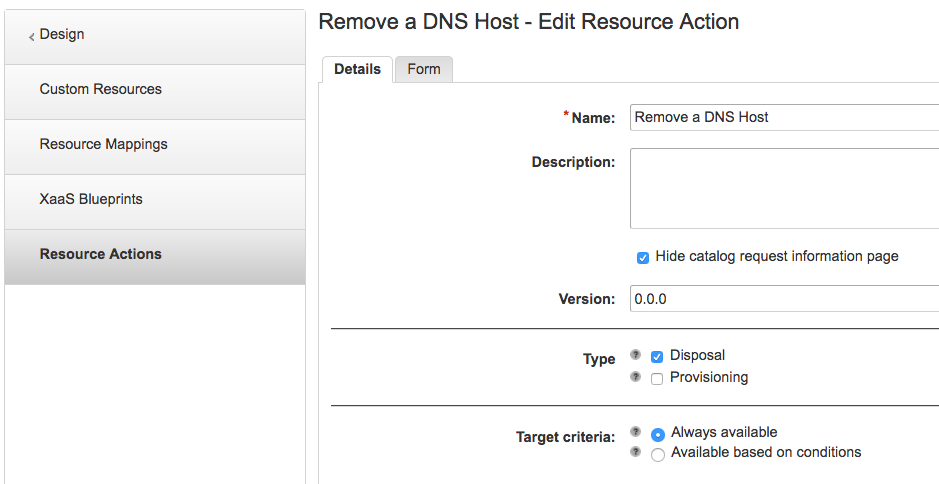 Remove a DNS Host - Edit Resource Action
Design
Custom Resources
Resource Mappings
XaaS Blueprints
Resource Actions
Details Form
* Name: Remove a DNS Host
Description:
Hide catalog request information page
Version: 0.0.0
Type ? Disposal
? Provisioning
Target criteria: ? Always available
? Available based on conditions